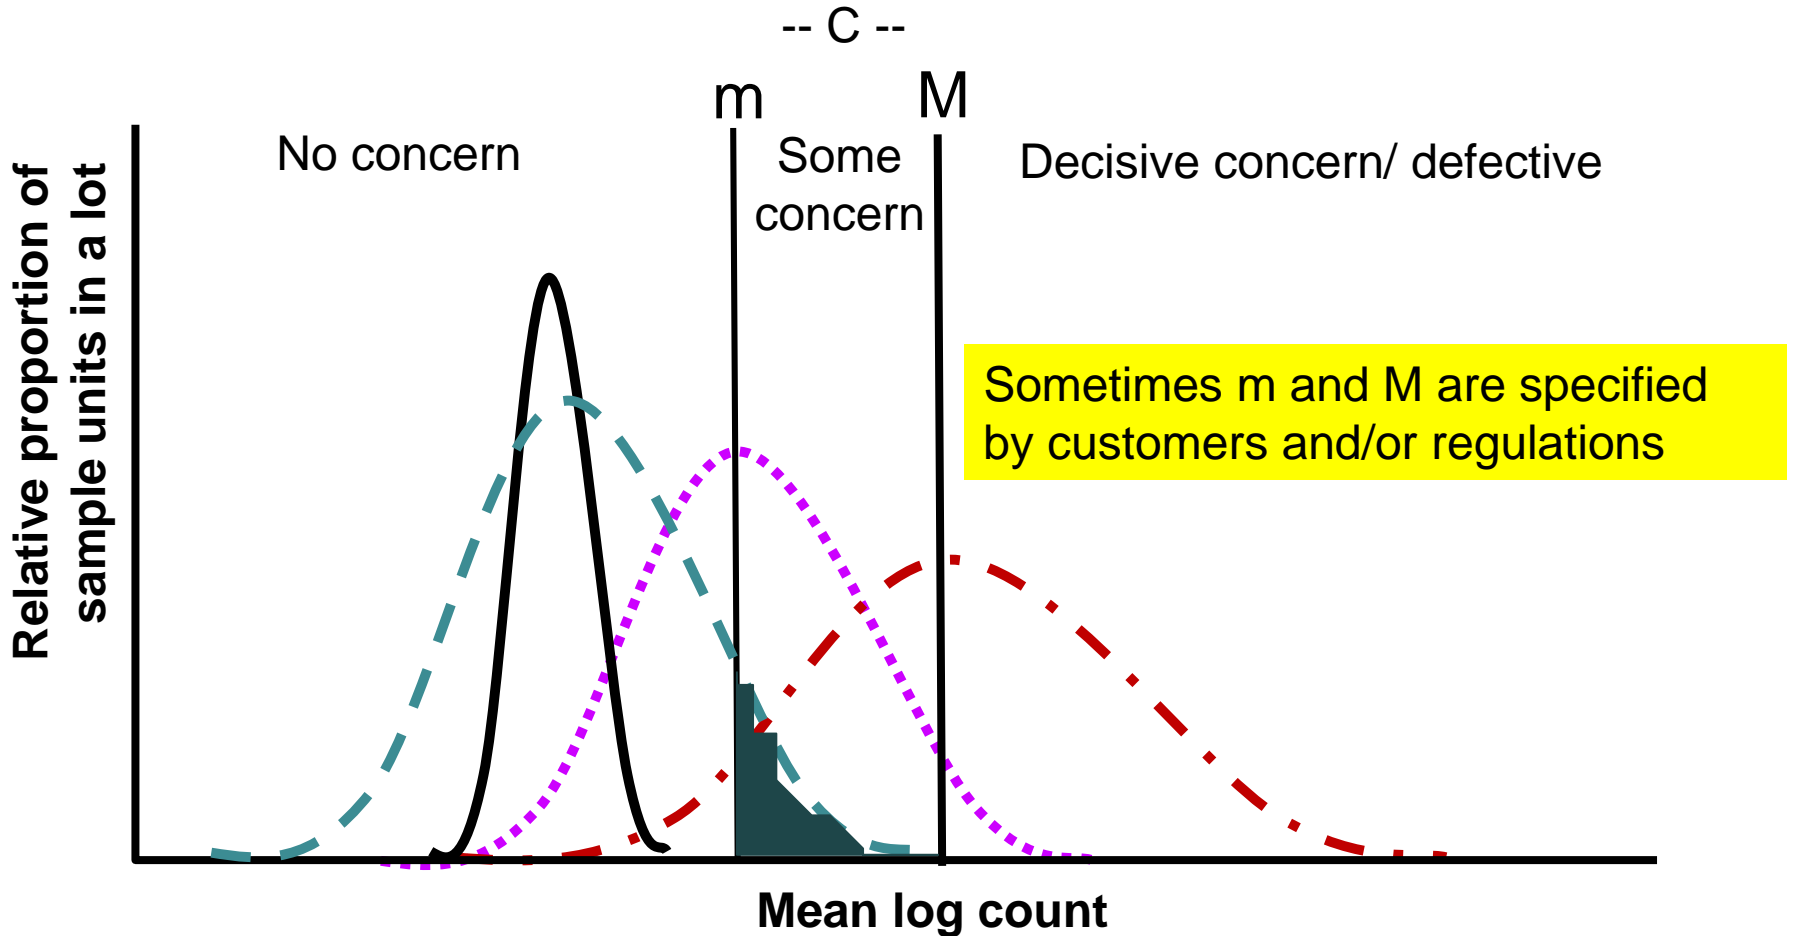 -- C --
m
M
No concern
Some
concern
Decisive concern/ defective
Relative proportion of
sample units in a lot
Sometimes m and M are specified
by customers and/or regulations
Mean log count